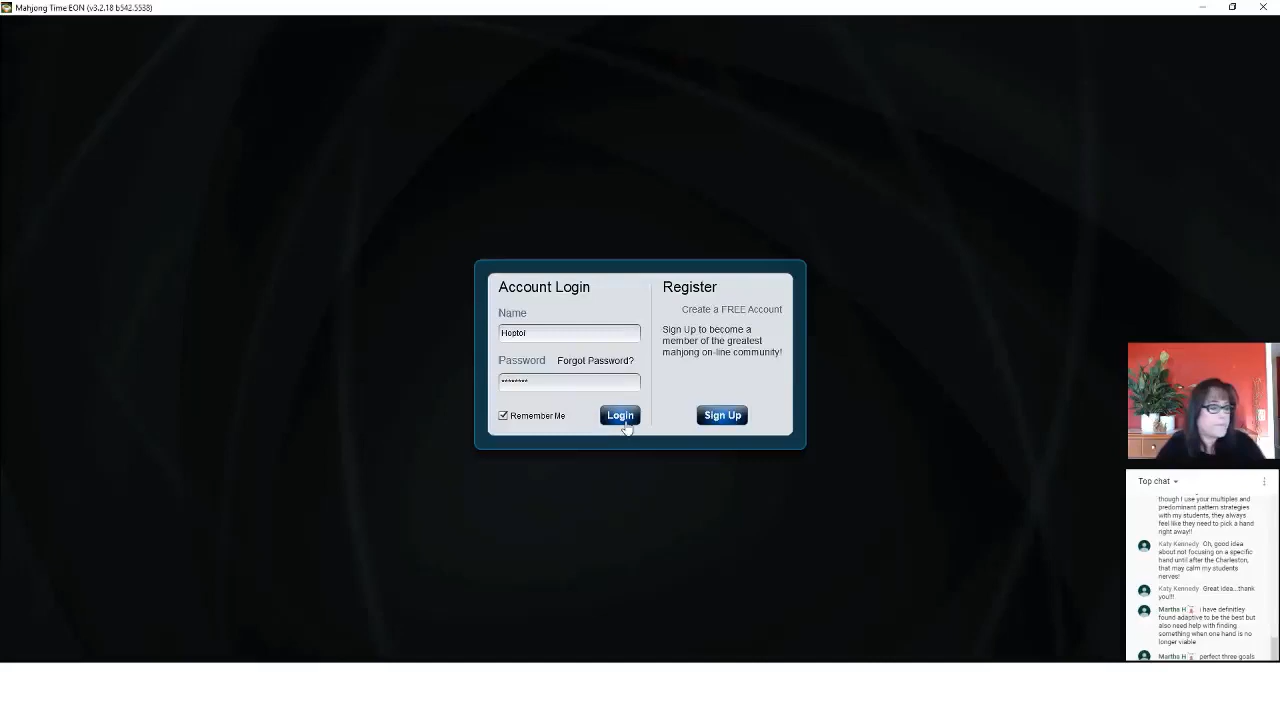 Mahjong Time EON (v3.2.18 b542.5538)
Account Login
Name
Hoptoi
Password Forgot Password?
********
Remember Me
Login
Register
Create a FREE Account
Sign Up to become a
member of the greatest
mahjong on-line community!
Sign Up
Top chat
though I use your multiples and
predominant pattern strategies
with my students, they always
feel like they need to pick a hand
right away!!
Katy Kennedy Oh, good idea
about not focusing on a specific
hand until after the Charleston,
that may calm my students
nerves!
Katy Kennedy Great idea...thank
you!!!
Martha H i have definitley
found adaptive to be the best but
also need help with finding
something when one hand is no
longer viable
Martha H perfect three goals